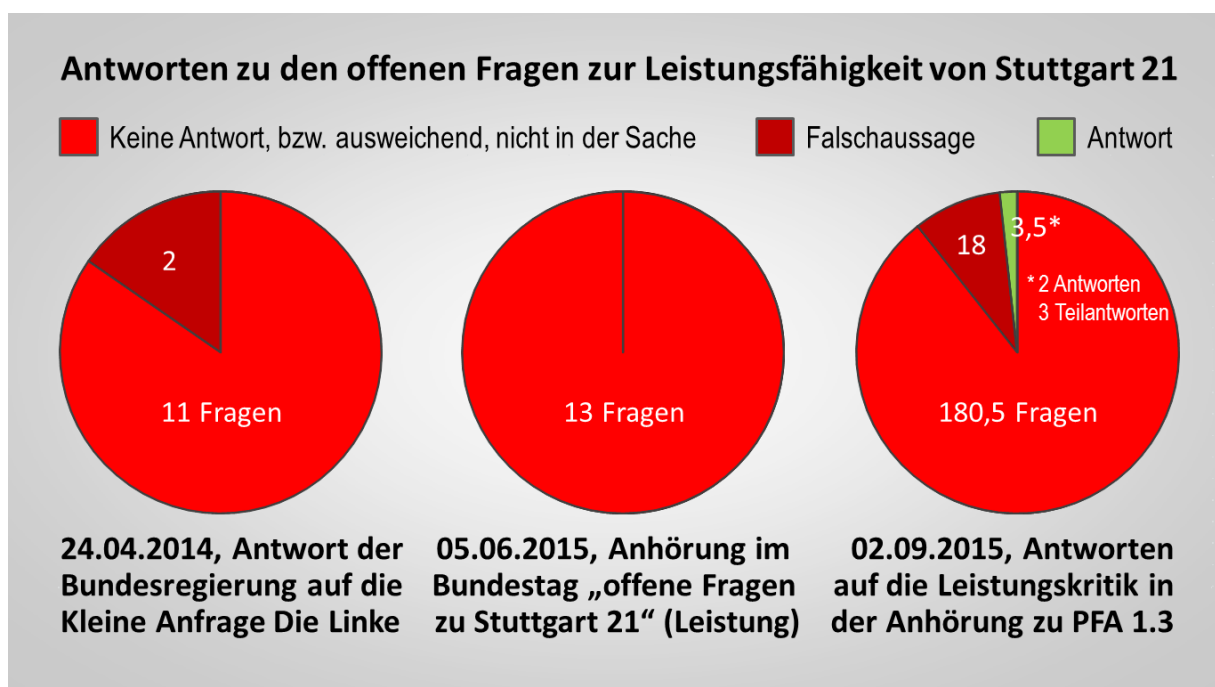 Antworten zu den offenen Fragen zur Leistungsfähigkeit von Stuttgart 21
Keine Antwort, bzw. ausweichend, nicht in der Sache
Falschaussage
Antwort
2
11 Fragen
13 Fragen
18
3,5*
* 2 Antworten
3 Teilantworten
180,5 Fragen
24.04.2014, Antwort der
Bundesregierung auf die
Kleine Anfrage Die Linke
05.06.2015, Anhörung im
Bundestag „offene Fragen
zu Stuttgart 21“ (Leistung)
02.09.2015, Antworten
auf die Leistungskritik in
der Anhörung zu PFA 1.3